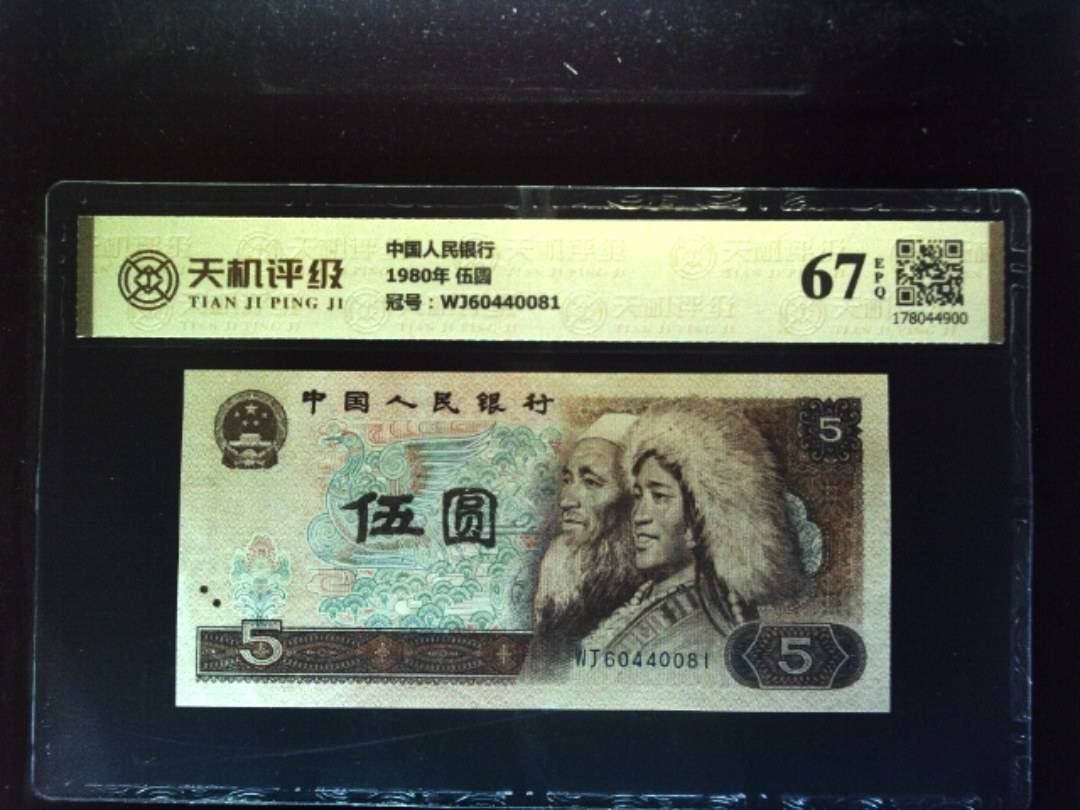 天机评级
TIAN JI PING JI
中国人民银行
1980年 伍圆
冠号：WJ60440081
67
EPQ
178044900
中国人民银行
5
伍圆
5
WJ60440081
5